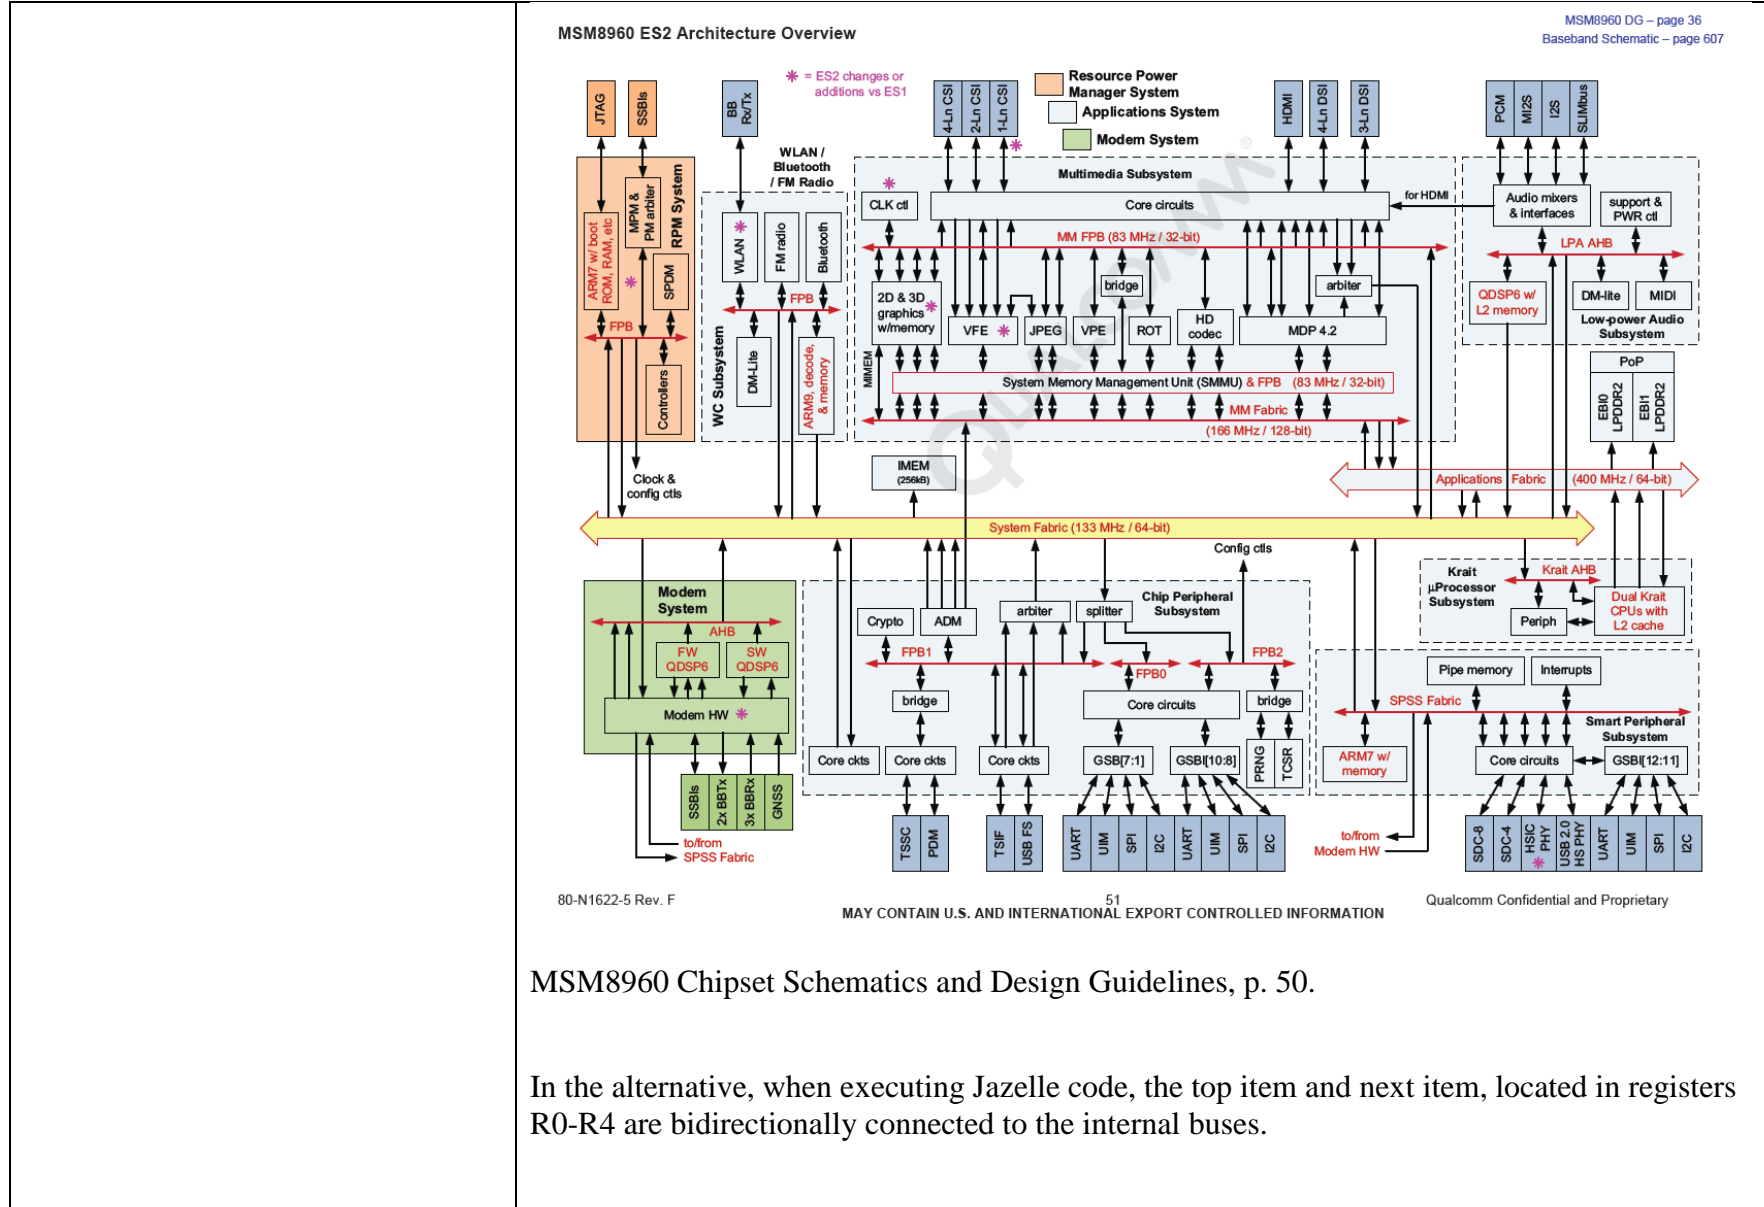 MSM8960 ES2 Architecture Overview
MSM8960 DG – page 36
Baseband Schematic – page 607
✳ = ES2 changes or
additions vs ES1
Resource Power
Manager System
Applications System
Modem System
JTAG
SSBIs
BB
Rx/Tx
4-Ln CSI
2-Ln CSI
1-Ln CSI
HDMI
4-Ln DSI
3-Ln DSI
PCM
MI2S
I2S
SLIMbus
WLAN /
Bluetooth
/ FM Radio
RPM System
MPM &
PM arbiter
ARM7 w/ boot
ROM, RAM, etc
SPDM
FPB
Controllers
Clock &
config ctls
WC Subsystem
WLAN
FM radio
Bluetooth
FPB
DM-Lite
ARM9, decode,
& memory
Multimedia Subsystem
CLK ctl
Core circuits
for HDMI
MM FPB (83 MHz / 32-bit)
2D & 3D
graphics
w/memory
VFE
JPEG
VPE
bridge
ROT
HD
codec
arbiter
MDP 4.2
MIMEM
System Memory Management Unit (SMMU) & FPB (83 MHz / 32-bit)
MM Fabric
(166 MHz / 128-bit)
QUALCOMM®
Audio mixers
& interfaces
support &
PWR ctl
LPA AHB
QDSP6 w/
L2 memory
DM-lite
MIDI
Low-power Audio
Subsystem
PoP
EBI0
LPDDR2
EBI1
LPDDR2
IMEM
(256kB)
Applications Fabric (400 MHz / 64-bit)
System Fabric (133 MHz / 64-bit)
Config ctls
Modem
System
AHB
FW
QDSP6
SW
QDSP6
Modem HW
SSBIs
2x BBTx
3x BBRx
GNSS
to/from
SPSS Fabric
Chip Peripheral
Subsystem
Crypto
ADM
arbiter
splitter
FPB1
FPB0
FPB2
bridge
Core circuits
bridge
Core ckts
Core ckts
Core ckts
GSB[7:1]
GSBI[10:8]
PRNG
TCSR
TSSC
PDM
TSIF
USB FS
UART
UIM
SPI
I2C
UART
UIM
SPI
I2C
Krait
µProcessor
Subsystem
Krait AHB
Periph
Dual Krait
CPUs with
L2 cache
Pipe memory
Interrupts
SPSS Fabric
Smart Peripheral
Subsystem
ARM7 w/
memory
Core circuits
GSBI[12:11]
to/from
Modem HW
SDC-8
SDC-4
HSIC
PHY
USB 2.0
HS PHY
UART
UIM
SPI
I2C
80-N1622-5 Rev. F
51
Qualcomm Confidential and Proprietary
MAY CONTAIN U.S. AND INTERNATIONAL EXPORT CONTROLLED INFORMATION
MSM8960 Chipset Schematics and Design Guidelines, p. 50.
In the alternative, when executing Jazelle code, the top item and next item, located in registers
R0-R4 are bidirectionally connected to the internal buses.